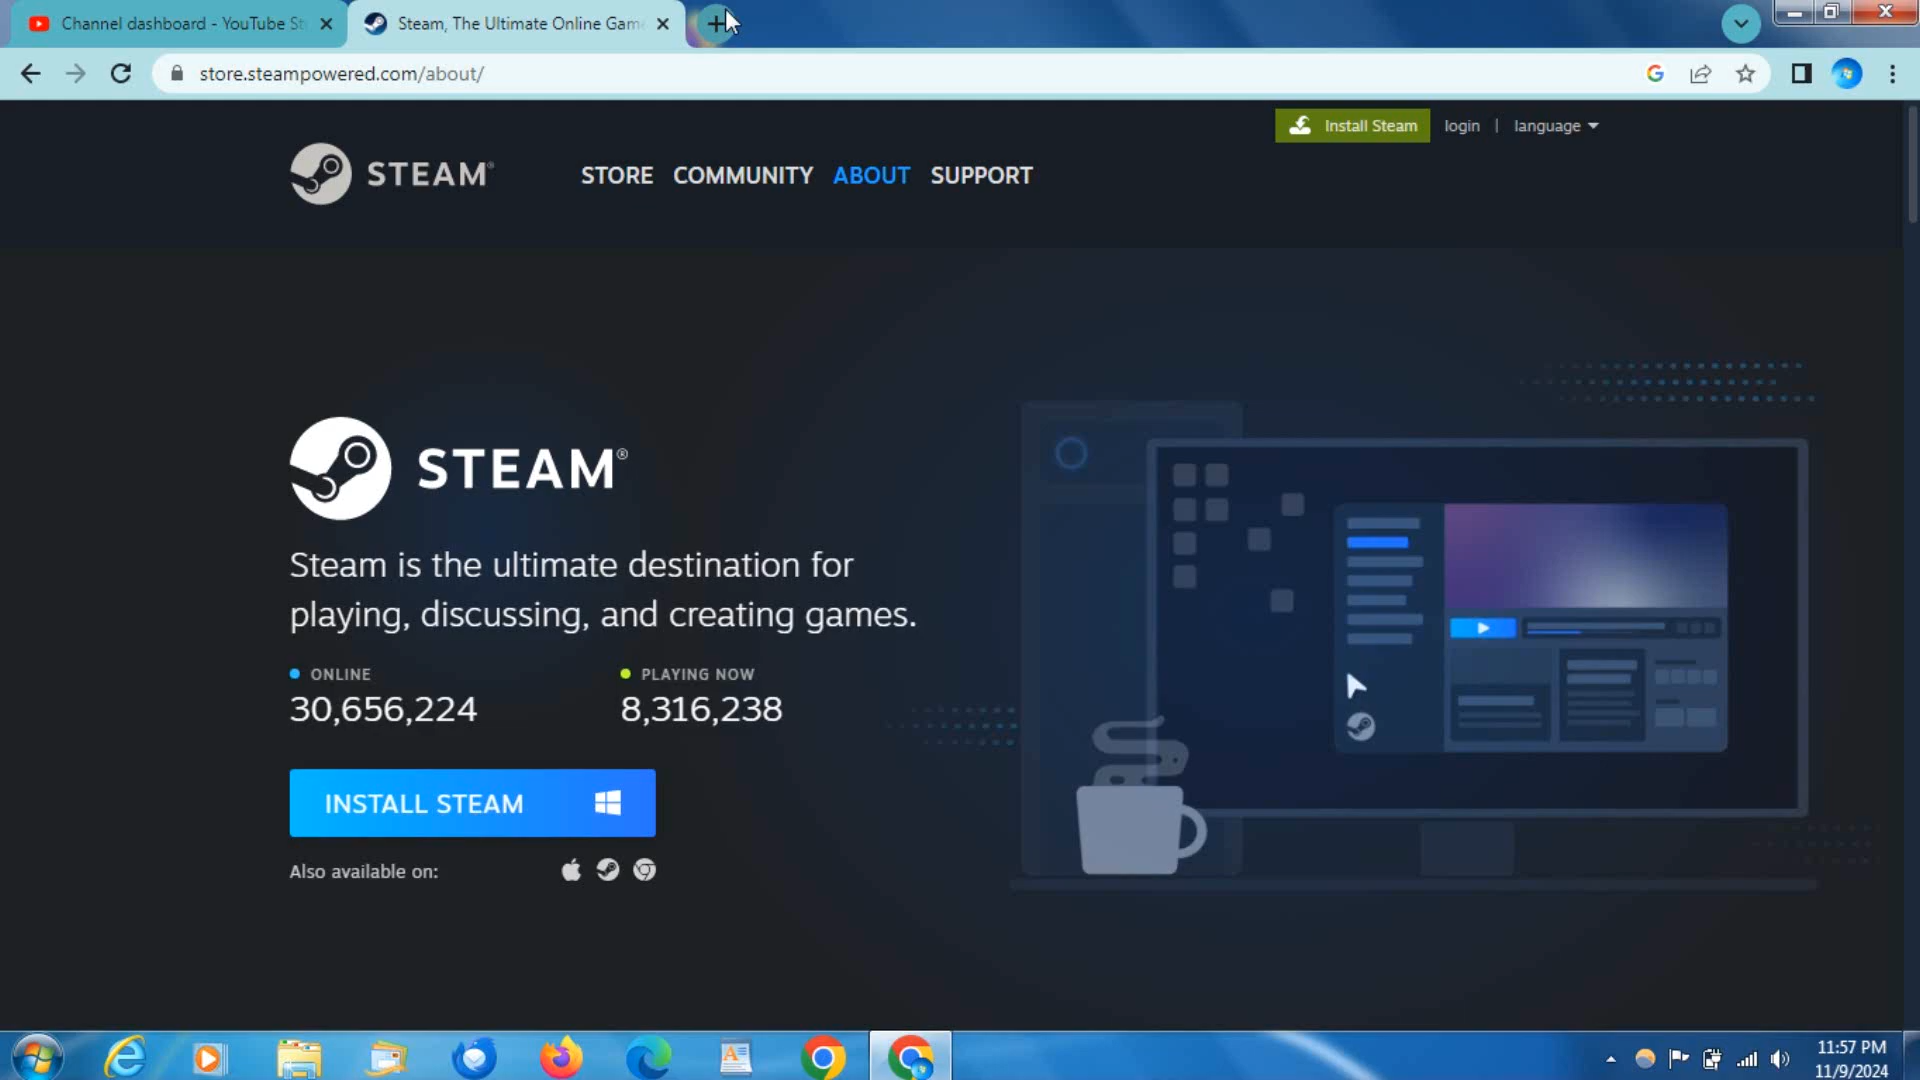 Channel dashboard - YouTube St
Steam, The Ultimate Online Gam
store.steampowered.com/about/
Install Steam
login | language
STEAM®
STORE COMMUNITY ABOUT SUPPORT
STEAM®
Steam is the ultimate destination for
playing, discussing, and creating games.
ONLINE
30,656,224
PLAYING NOW
8,316,238
INSTALL STEAM
Also available on:
11:57 PM
11/9/2024